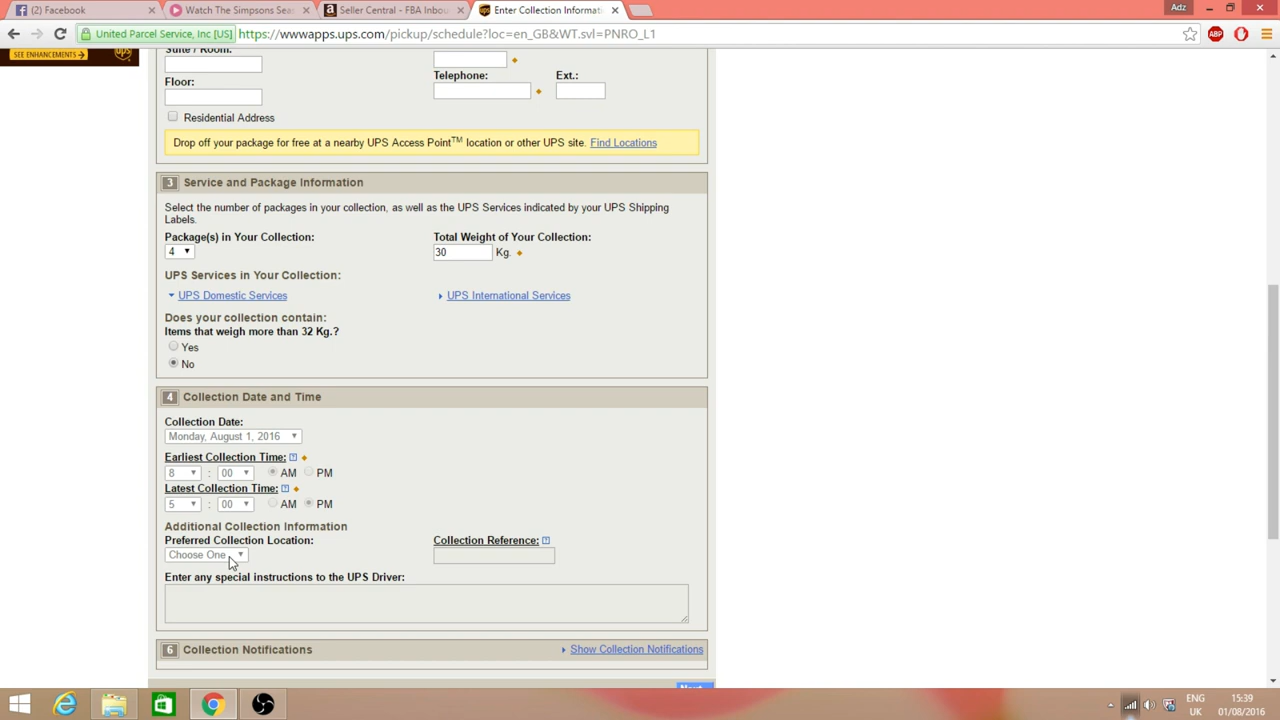 (2) Facebook
Watch The Simpsons Sea
Seller Central - FBA Inbou
Enter Collection Informati
Adz
United Parcel Service, Inc [US]
https://wwwapps.ups.com/pickup/schedule?loc=en_GB&WT.svl=PNRO_L1
ABP
SEE ENHANCEMENTS
ups
Suite / Room:
Floor:
Telephone:
Ext.:
Residential Address
Drop off your package for free at a nearby UPS Access Point™ location or other UPS site. Find Locations
3 Service and Package Information
Select the number of packages in your collection, as well as the UPS Services indicated by your UPS Shipping
Labels.
Package(s) in Your Collection:
Total Weight of Your Collection:
4
30 Kg.
UPS Services in Your Collection:
UPS Domestic Services
UPS International Services
Does your collection contain:
Items that weigh more than 32 Kg.?
Yes
No
4 Collection Date and Time
Collection Date:
Monday, August 1, 2016
Earliest Collection Time: ?
8 : 00 AM PM
Latest Collection Time: ?
5 : 00 AM PM
Additional Collection Information
Preferred Collection Location:
Collection Reference: ?
Choose One
Enter any special instructions to the UPS Driver:
6 Collection Notifications
Show Collection Notifications
ENG
UK
15:39
01/08/2016